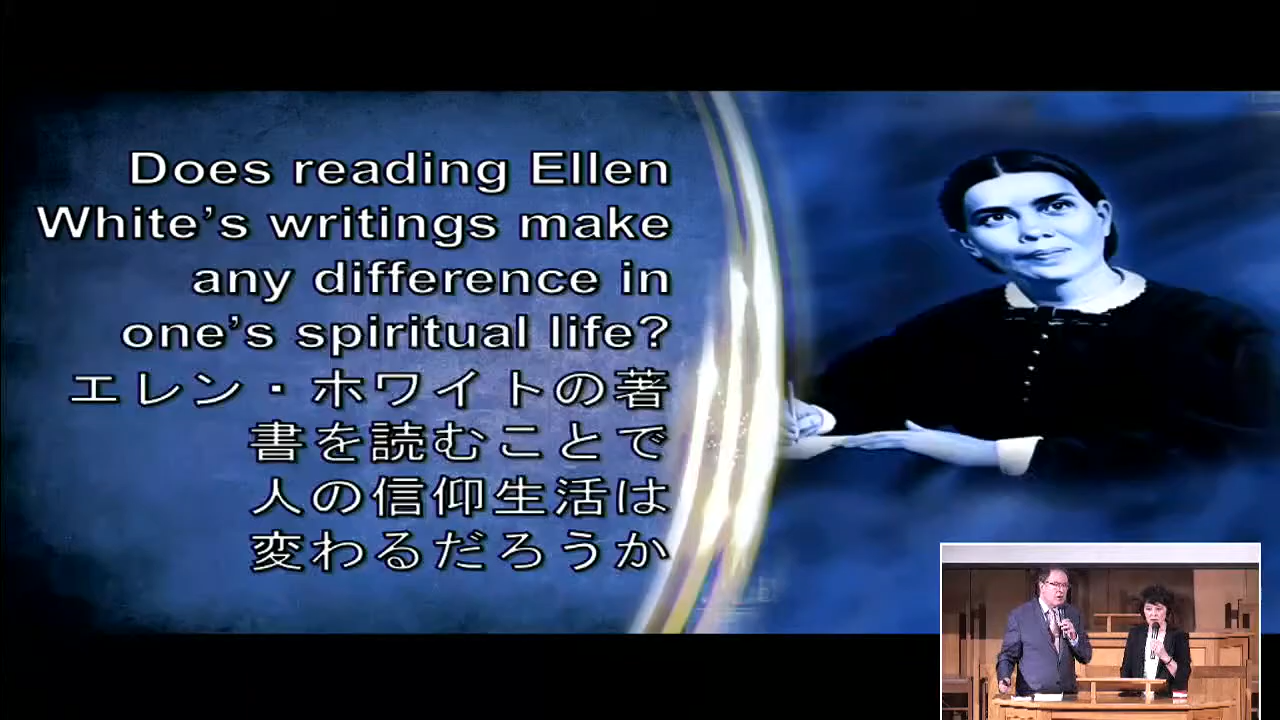 Does reading Ellen
White’s writings make
any difference in
one’s spiritual life?
エレン・ホワイトの著
書を読むことで
人の信仰生活は
変わるだろうか